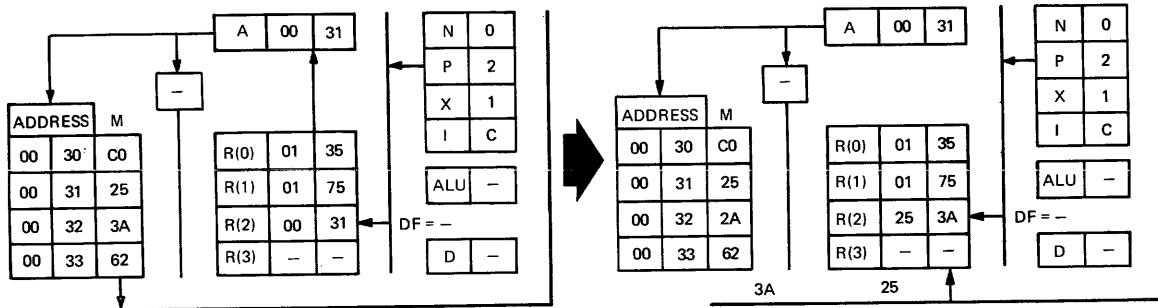 A 00 31
N 0
P 2
X 1
I C
–
ADDRESS M
00 30 C0
00 31 25
00 32 3A
00 33 62
R(0) 01 35
R(1) 01 75
R(2) 00 31
R(3) – –
ALU –
DF = –
D –
A 00 31
N 0
P 2
X 1
I C
–
ADDRESS M
00 30 C0
00 31 25
00 32 2A
00 33 62
R(0) 01 35
R(1) 01 75
R(2) 25 3A
R(3) – –
ALU –
DF = –
D –
3A 25